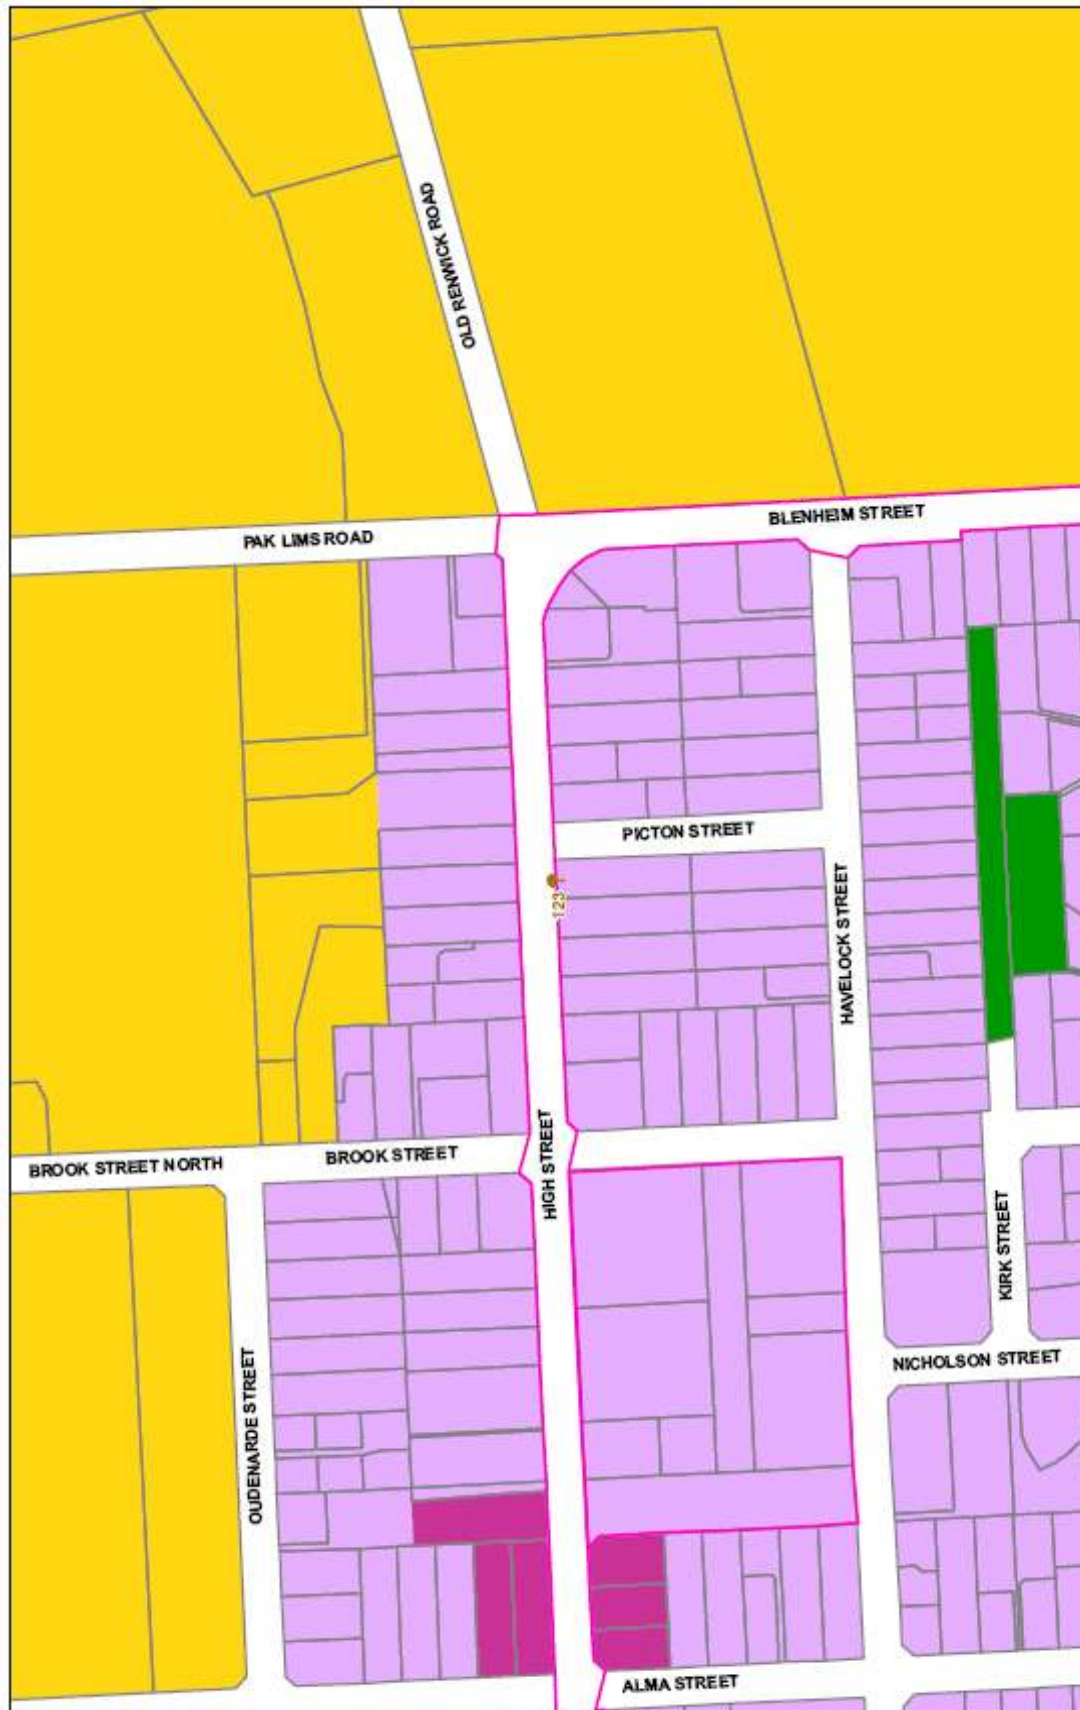 OLD RENWICK ROAD
BLENHEIM STREET
PAK LIMS ROAD
PICTON STREET
123
HAVELOCK STREET
HIGH STREET
BROOK STREET
BROOK STREET NORTH
KIRK STREET
NICHOLSON STREET
OUDENARDE STREET
ALMA STREET